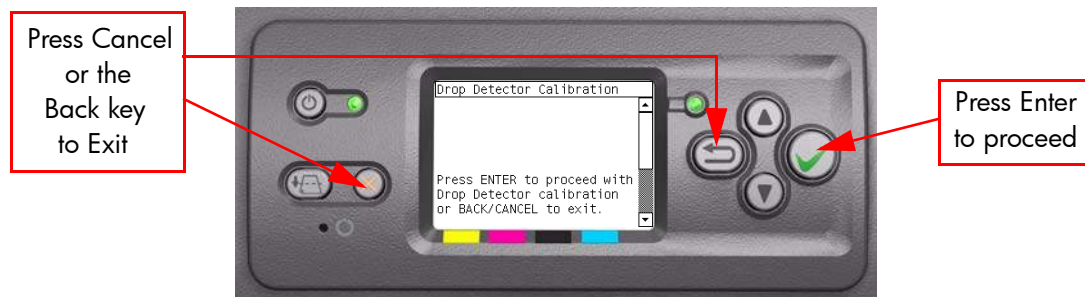 Press Cancel
or the
Back key
to Exit
Drop Detector Calibration
Press ENTER to proceed with
Drop Detector calibration
or BACK/CANCEL to exit.
Press Enter
to proceed